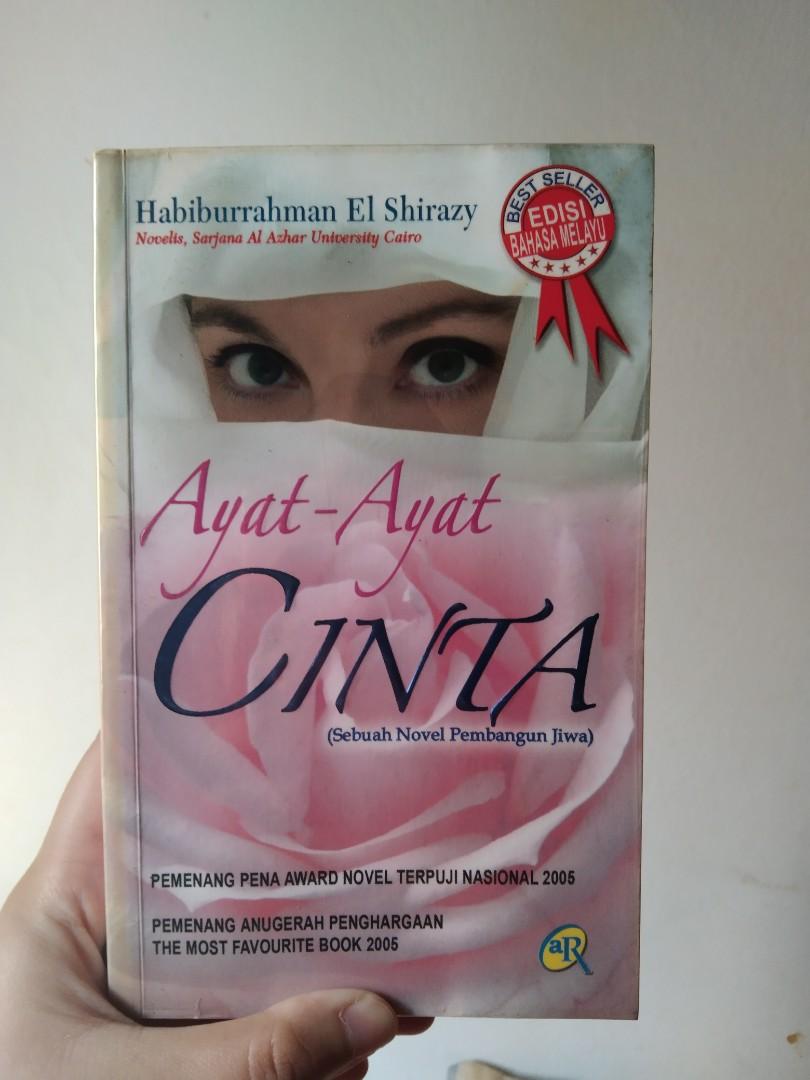 Habiburrahman El Shirazy
Novelis, Sarjana Al Azhar University Cairo
BEST SELLER
EDISI
BAHASA MELAYU
Ayat-Ayat
CINTA
(Sebuah Novel Pembangun Jiwa)
PEMENANG PENA AWARD NOVEL TERPUJI NASIONAL 2005
PEMENANG ANUGERAH PENGHARGAAN
THE MOST FAVOURITE BOOK 2005
aR